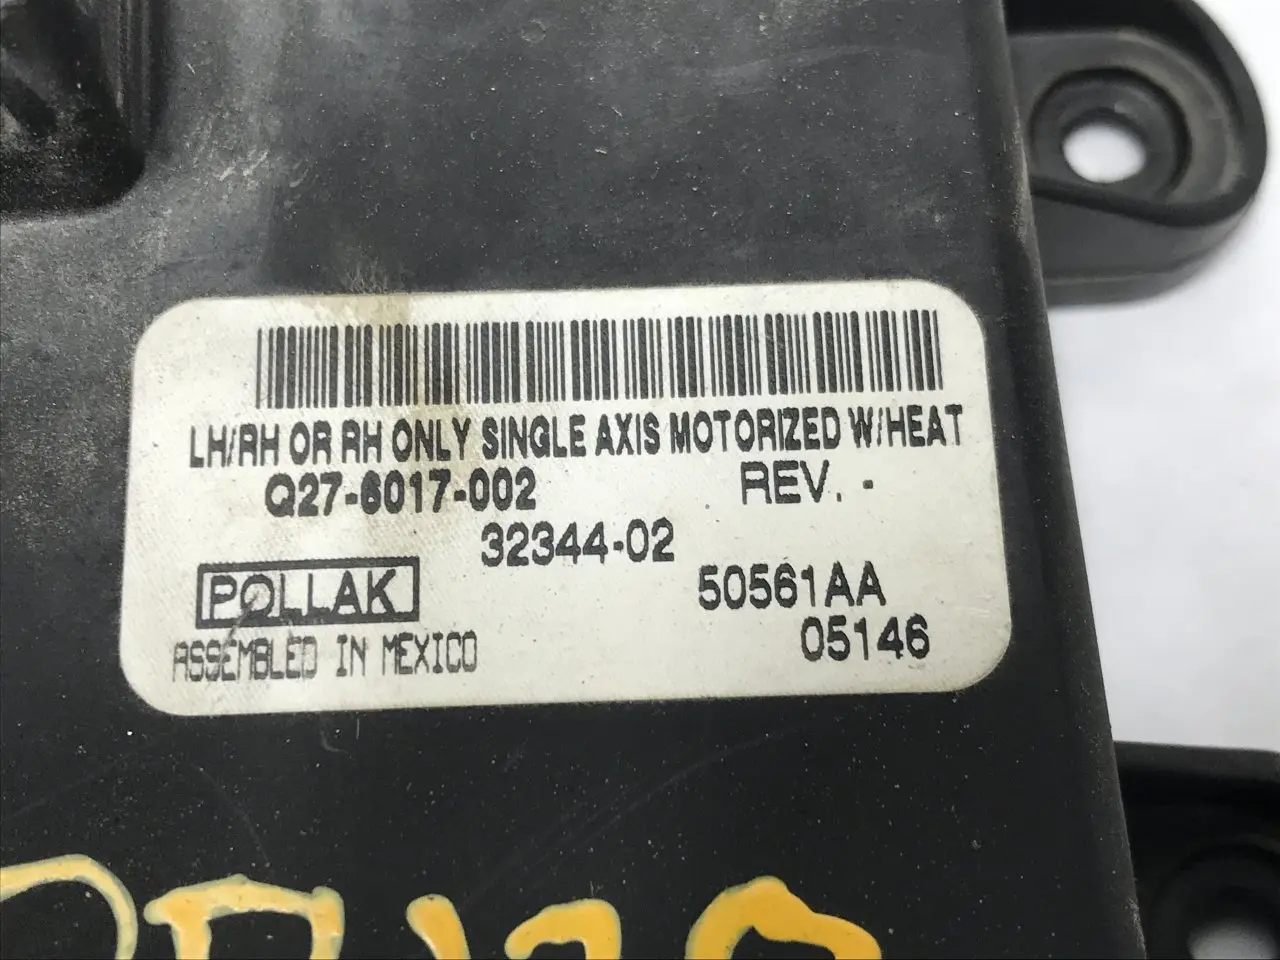 LH/RH OR RH ONLY SINGLE AXIS MOTORIZED W/HEAT
Q27-6017-002 REV. -
32344-02
POLLAK 50561AA
ASSEMBLED IN MEXICO 05146